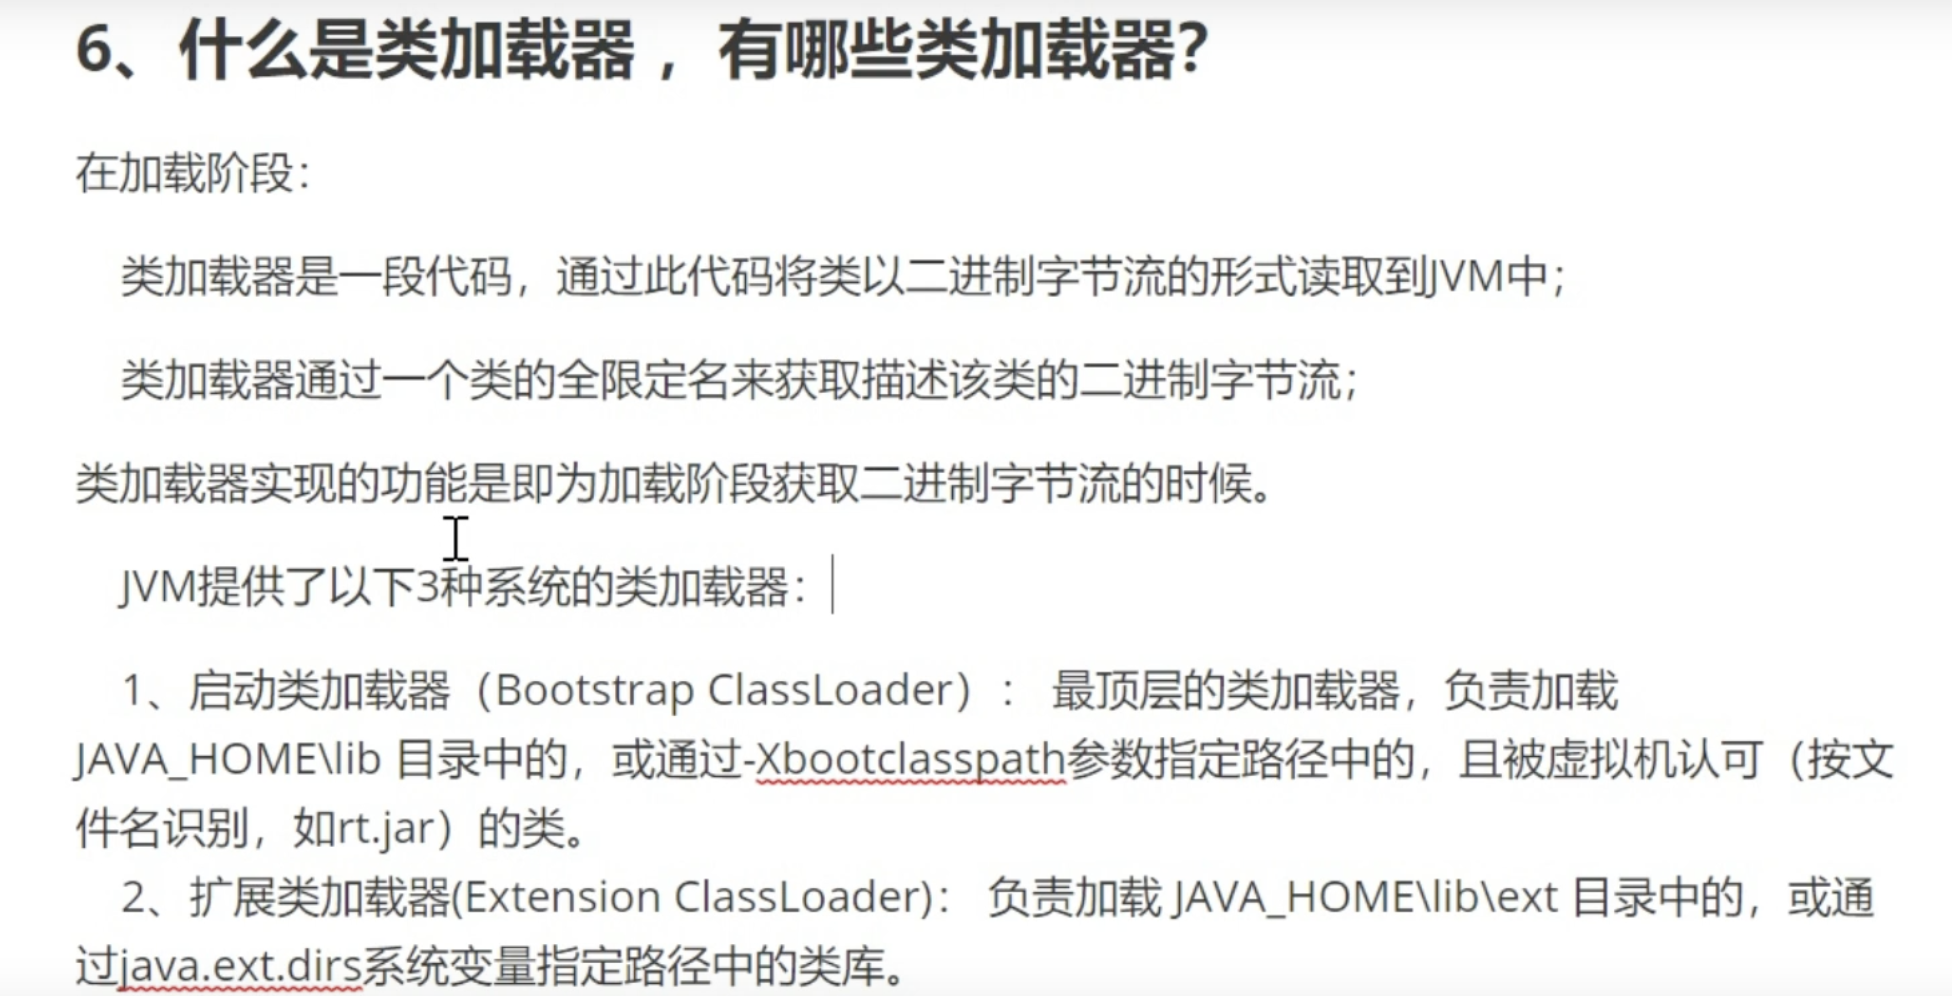 6、什么是类加载器 ，有哪些类加载器？
在加载阶段：
类加载器是一段代码，通过此代码将类以二进制字节流的形式读取到JVM中；
类加载器通过一个类的全限定名来获取描述该类的二进制字节流；
类加载器实现的功能是即为加载阶段获取二进制字节流的时候。
JVM提供了以下3种系统的类加载器：
1、启动类加载器（Bootstrap ClassLoader）： 最顶层的类加载器，负责加载
JAVA_HOME\lib 目录中的，或通过-Xbootclasspath参数指定路径中的，且被虚拟机认可（按文
件名识别，如rt.jar）的类。
2、扩展类加载器(Extension ClassLoader)： 负责加载 JAVA_HOME\lib\ext 目录中的，或通
过java.ext.dirs系统变量指定路径中的类库。